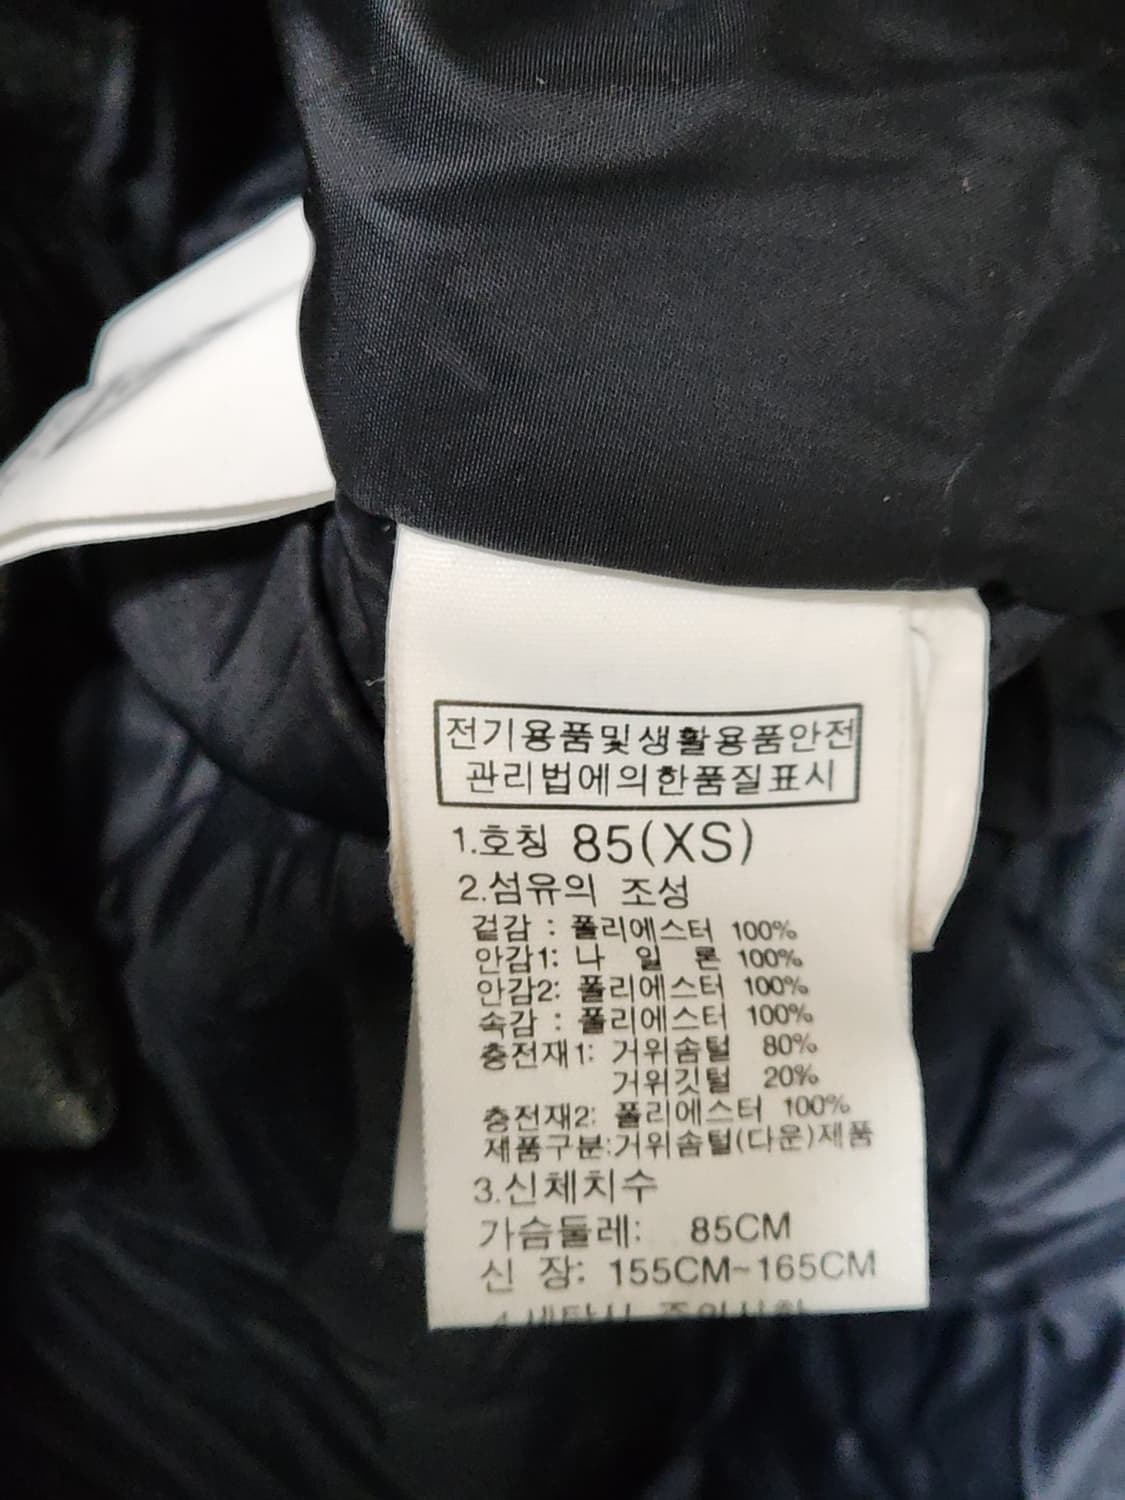 전기용품및생활용품안전
관리법에의한품질표시
1.호칭 85(XS)
2.섬유의 조성
겉감 : 폴리에스터 100%
안감1: 나 일 론 100%
안감2: 폴리에스터 100%
속감 : 폴리에스터 100%
충전재1: 거위솜털 80%
거위깃털 20%
충전재2: 폴리에스터 100%
제품구분:거위솜털(다운)제품
3.신체치수
가슴둘레: 85CM
신 장: 155CM~165CM